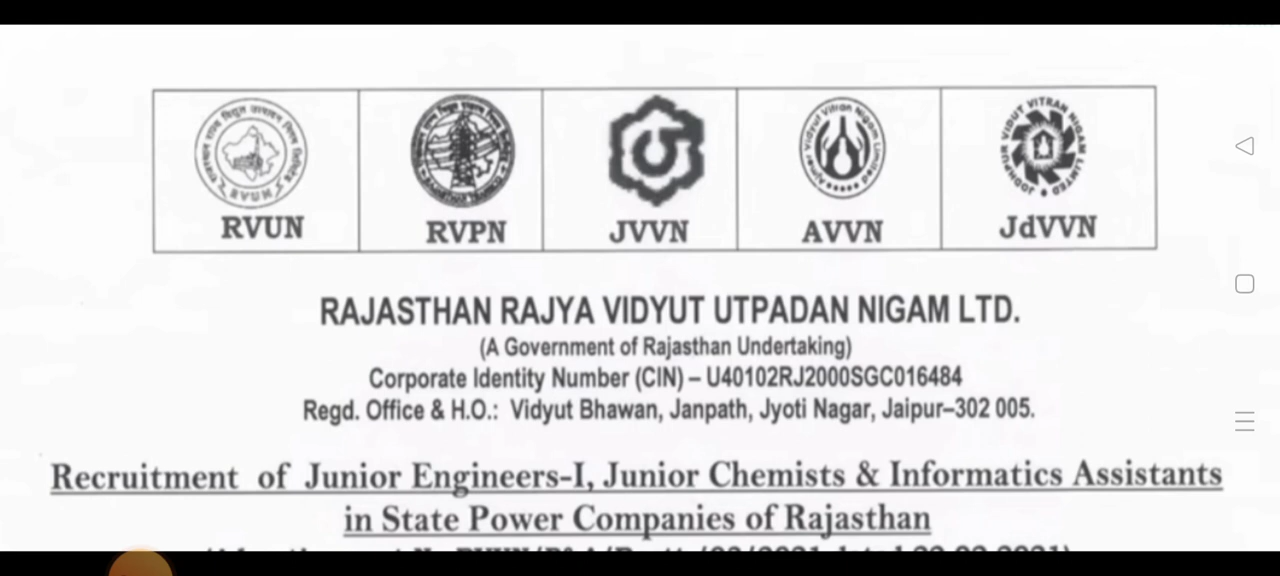 RVUN
RVPN
JVVN
AVVN
JdVVN
RAJASTHAN RAJYA VIDYUT UTPADAN NIGAM LTD.
(A Government of Rajasthan Undertaking)
Corporate Identity Number (CIN) – U40102RJ2000SGC016484
Regd. Office & H.O.: Vidyut Bhawan, Janpath, Jyoti Nagar, Jaipur–302 005.
Recruitment of Junior Engineers-I, Junior Chemists & Informatics Assistants
in State Power Companies of Rajasthan